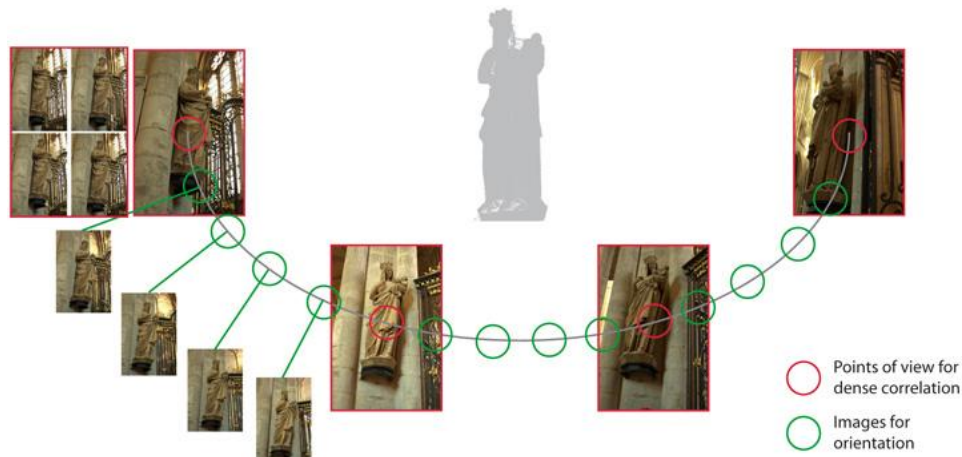 Points of view for
dense correlation
Images for
orientation